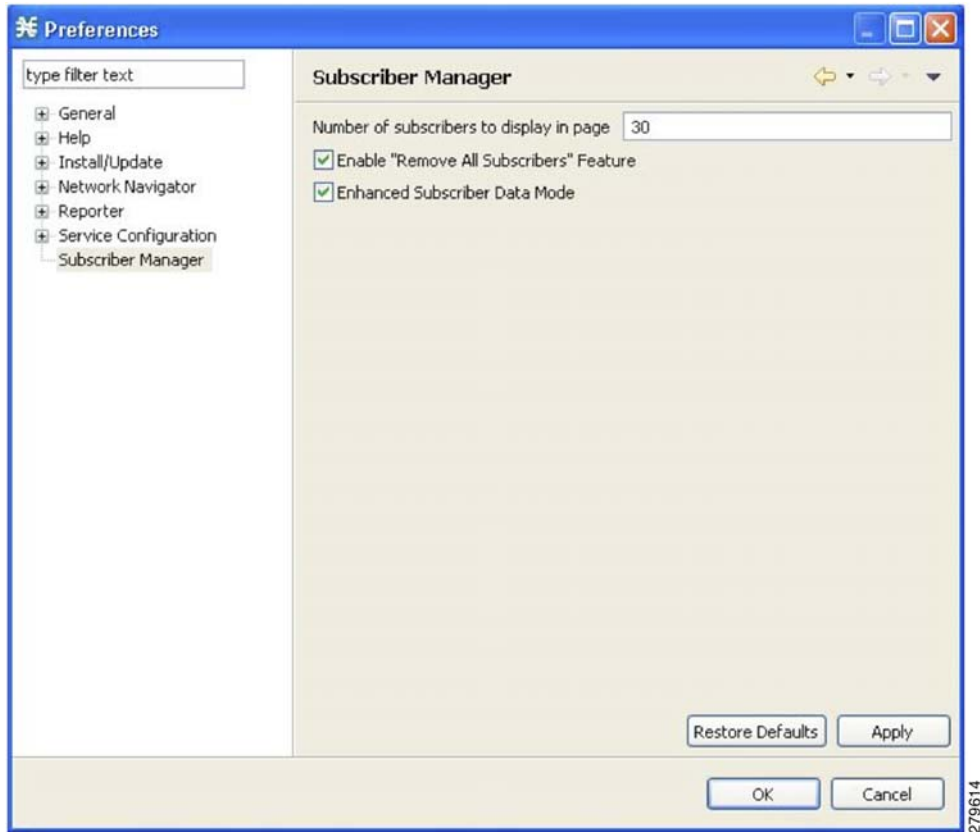 Preferences
type filter text
General
Help
Install/Update
Network Navigator
Reporter
Service Configuration
Subscriber Manager
Subscriber Manager
Number of subscribers to display in page 30
Enable "Remove All Subscribers" Feature
Enhanced Subscriber Data Mode
Restore Defaults Apply
OK Cancel
279614